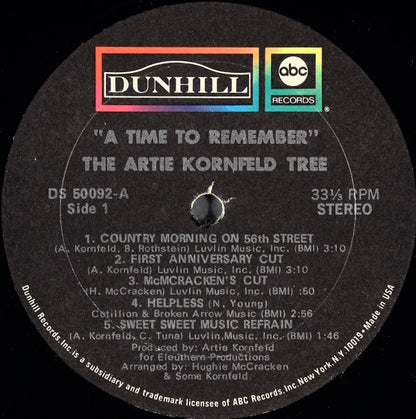 DUNHILL
abc
RECORDS
®
"A TIME TO REMEMBER"
THE ARTIE KORNFELD TREE
DS 50092-A
Side 1
33⅓ RPM
STEREO
1. COUNTRY MORNING ON 56th STREET
(A. Kornfeld, B. Rothstein) Luvlin Music, Inc. (BMI) 3:10
2. FIRST ANNIVERSARY CUT
(A. Kornfeld) Luvlin Music, Inc. (BMI) 3:10
3. McMCRACKEN'S CUT
(H. McCracken) Luvlin Music, Inc. (BMI) :50
4. HELPLESS (N. Young)
Cotillion & Broken Arrow Music (BMI) 2:56
5. SWEET SWEET MUSIC REFRAIN
(A. Kornfeld, C. Tuna) Luvlin Music, Inc. (BMI) 1:46
Produced by: Artie Kornfeld
for Eleuthern Productions
Arranged by: Hughie McCracken
& Some Kornfeld.
Dunhill Records, Inc. is a subsidiary and trademark licensee of ABC Records, Inc. New York, N.Y. 10019 • Made in USA